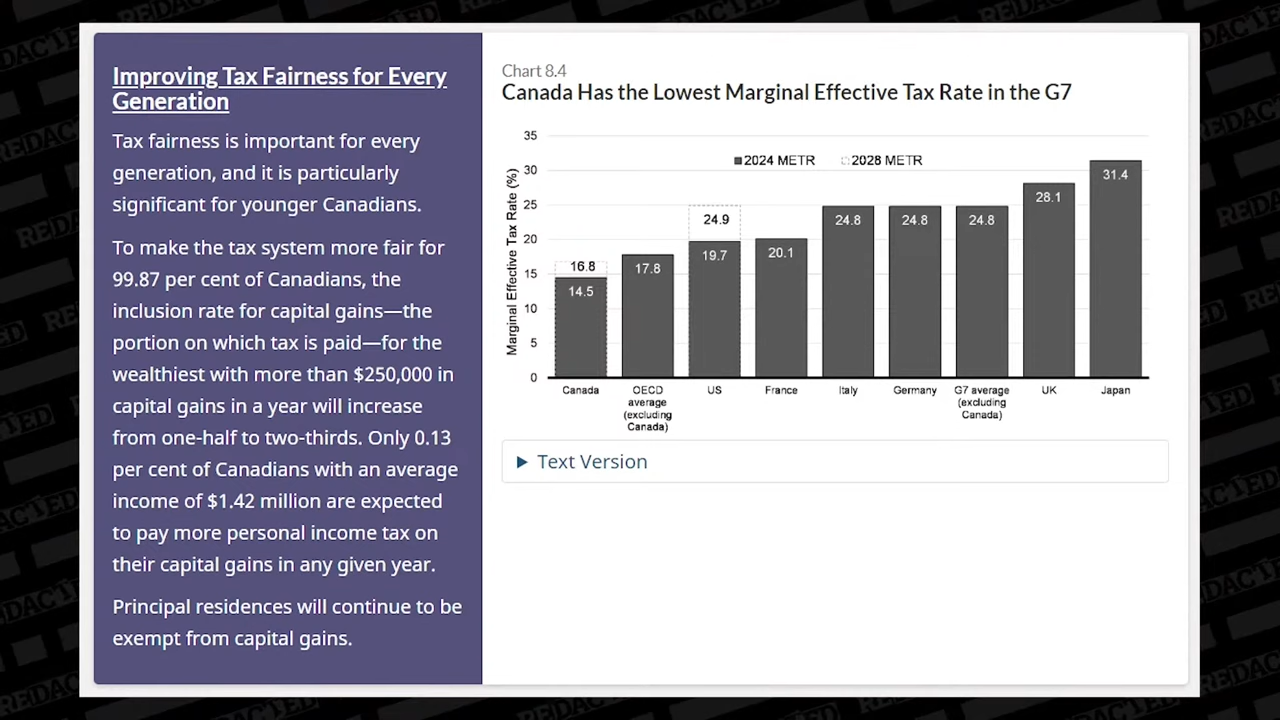 Improving Tax Fairness for Every
Generation
Tax fairness is important for every
generation, and it is particularly
significant for younger Canadians.
To make the tax system more fair for
99.87 per cent of Canadians, the
inclusion rate for capital gains—the
portion on which tax is paid—for the
wealthiest with more than $250,000 in
capital gains in a year will increase
from one-half to two-thirds. Only 0.13
per cent of Canadians with an average
income of $1.42 million are expected
to pay more personal income tax on
their capital gains in any given year.
Principal residences will continue to be
exempt from capital gains.
Chart 8.4
Canada Has the Lowest Marginal Effective Tax Rate in the G7
Marginal Effective Tax Rate (%)
35
30
25
20
15
10
5
0
2024 METR 2028 METR
16.8
14.5
17.8
24.9
19.7
20.1
24.8
24.8
24.8
28.1
31.4
Canada
OECD
average
(excluding
Canada)
US
France
Italy
Germany
G7 average
(excluding
Canada)
UK
Japan
Text Version
REDACTED